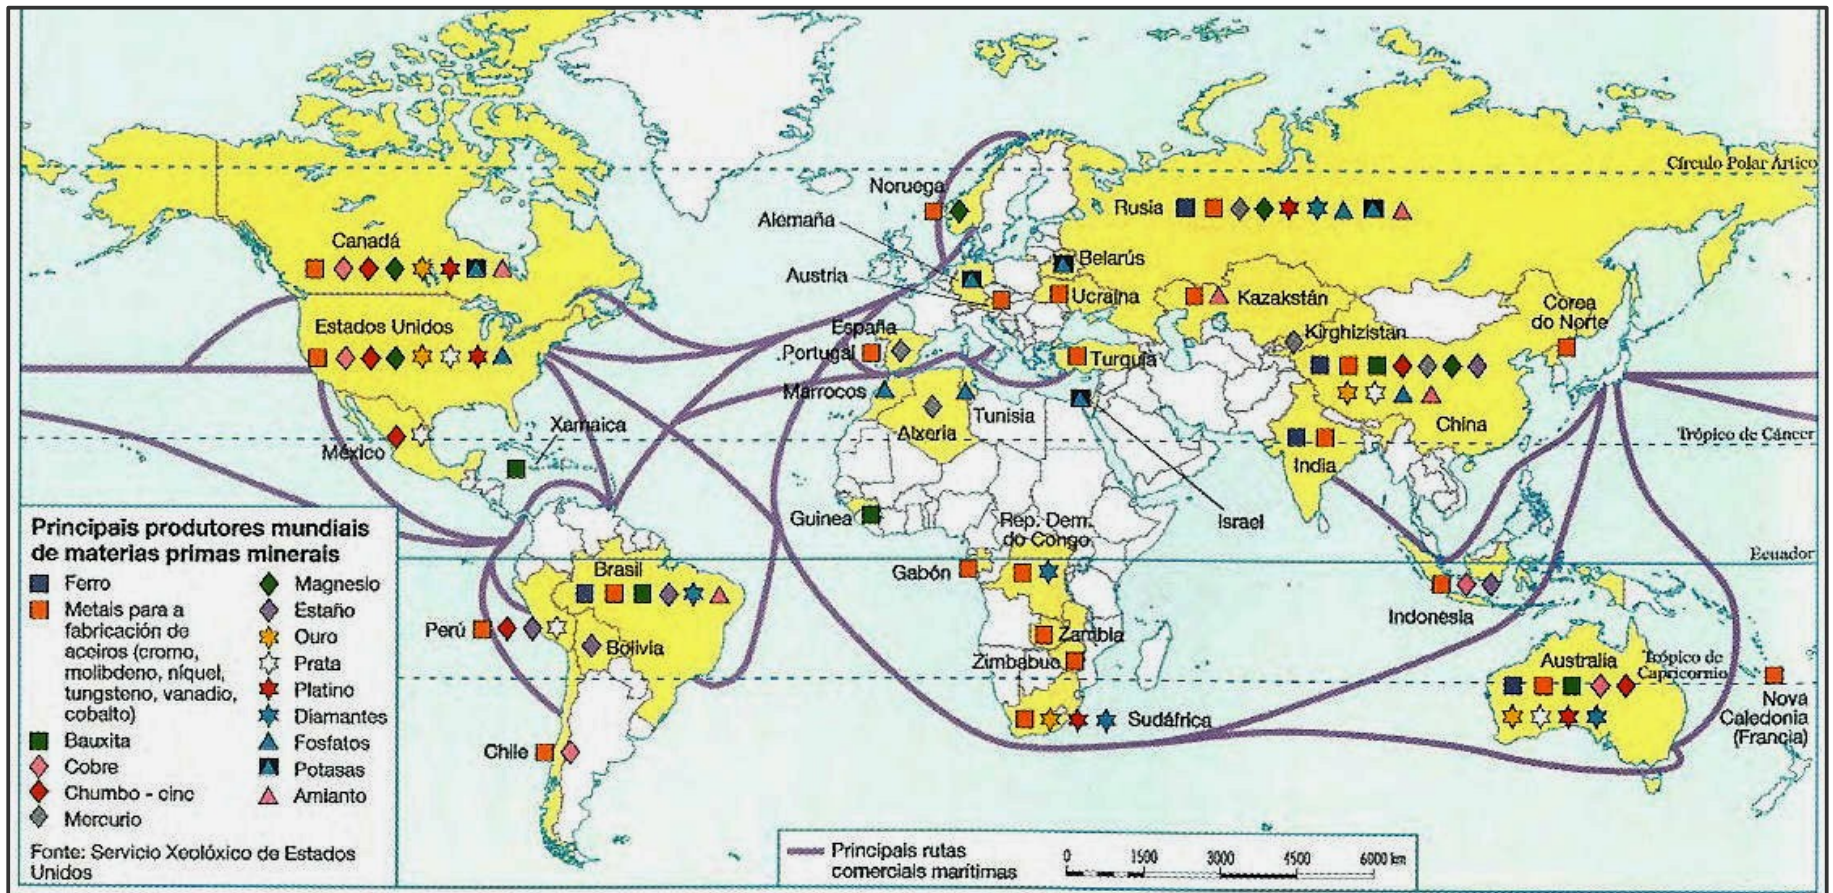 Círculo Polar Ártico
Noruega
Rusia
Alemaña
Canadá
Belarús
Austria
Ucraína
Kazakstán
Corea
do Norte
Estados Unidos
España
Kirghizistán
Portugal
Turquía
Marrocos
Tunisia
China
Xamaica
Alxeria
Trópico de Cáncer
México
India
Israel
Guinea
Rep. Dem.
do Congo
Ecuador
Gabón
Brasil
Indonesia
Perú
Zambia
Bolivia
Zimbabue
Australia
Trópico de
Capricornio
Sudáfrica
Nova
Caledonia
(Francia)
Chile
Principais produtores mundiais
de materias primas minerais
Ferro
Metais para a
fabricación de
aceiros (cromo,
molibdeno, níquel,
tungsteno, vanadio,
cobalto)
Bauxita
Cobre
Chumbo - cinc
Mercurio
Magnesio
Estaño
Ouro
Prata
Platino
Diamantes
Fosfatos
Potasas
Amianto
Fonte: Servicio Xeolóxico de Estados
Unidos
Principais rutas
comerciais marítimas
0 1500 3000 4500 6000 km